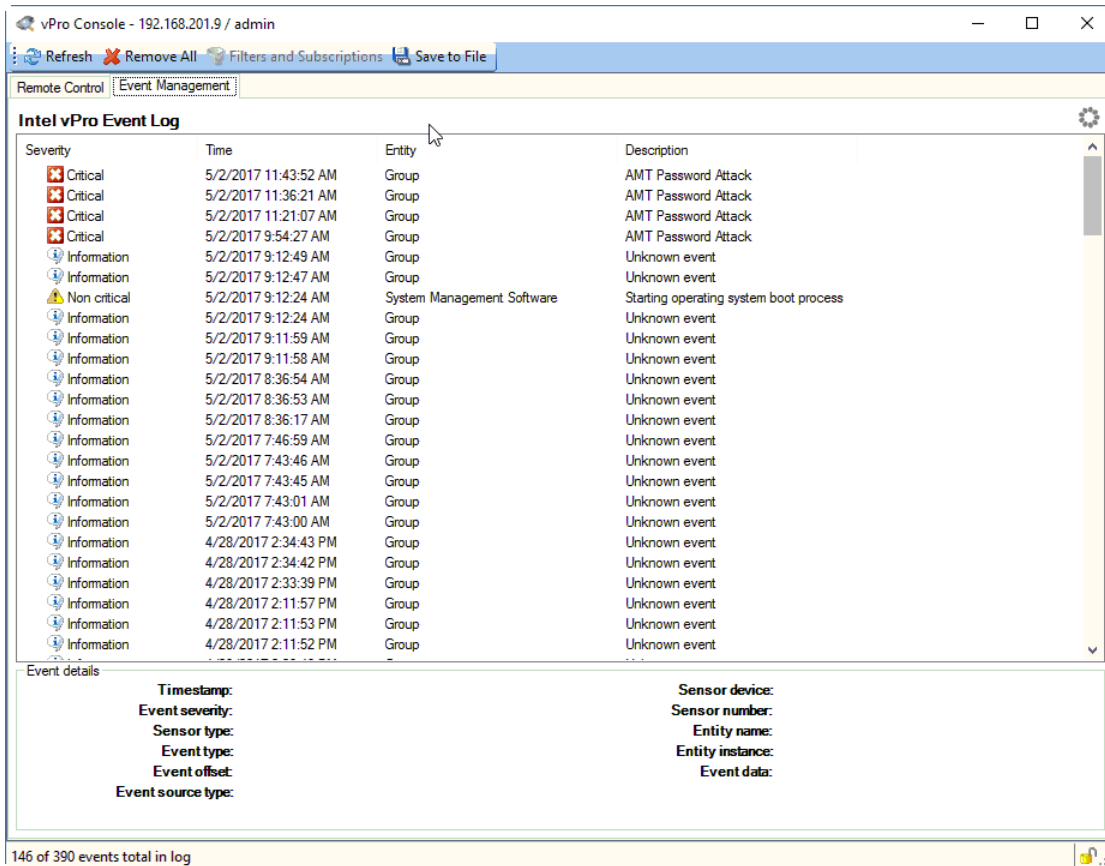 vPro Console - 192.168.201.9 / admin
Refresh Remove All Filters and Subscriptions Save to File
Remote Control Event Management
Intel vPro Event Log
Severity Time Entity Description
Critical 5/2/2017 11:43:52 AM Group AMT Password Attack
Critical 5/2/2017 11:36:21 AM Group AMT Password Attack
Critical 5/2/2017 11:21:07 AM Group AMT Password Attack
Critical 5/2/2017 9:54:27 AM Group AMT Password Attack
Information 5/2/2017 9:12:49 AM Group Unknown event
Information 5/2/2017 9:12:47 AM Group Unknown event
Non critical 5/2/2017 9:12:24 AM System Management Software Starting operating system boot process
Information 5/2/2017 9:12:24 AM Group Unknown event
Information 5/2/2017 9:11:59 AM Group Unknown event
Information 5/2/2017 9:11:58 AM Group Unknown event
Information 5/2/2017 8:36:54 AM Group Unknown event
Information 5/2/2017 8:36:53 AM Group Unknown event
Information 5/2/2017 8:36:17 AM Group Unknown event
Information 5/2/2017 7:46:59 AM Group Unknown event
Information 5/2/2017 7:43:46 AM Group Unknown event
Information 5/2/2017 7:43:45 AM Group Unknown event
Information 5/2/2017 7:43:01 AM Group Unknown event
Information 5/2/2017 7:43:00 AM Group Unknown event
Information 4/28/2017 2:34:43 PM Group Unknown event
Information 4/28/2017 2:34:42 PM Group Unknown event
Information 4/28/2017 2:33:39 PM Group Unknown event
Information 4/28/2017 2:11:57 PM Group Unknown event
Information 4/28/2017 2:11:53 PM Group Unknown event
Information 4/28/2017 2:11:52 PM Group Unknown event
Event details
Timestamp: Sensor device:
Event severity: Sensor number:
Sensor type: Entity name:
Event type: Entity instance:
Event offset: Event data:
Event source type:
146 of 390 events total in log